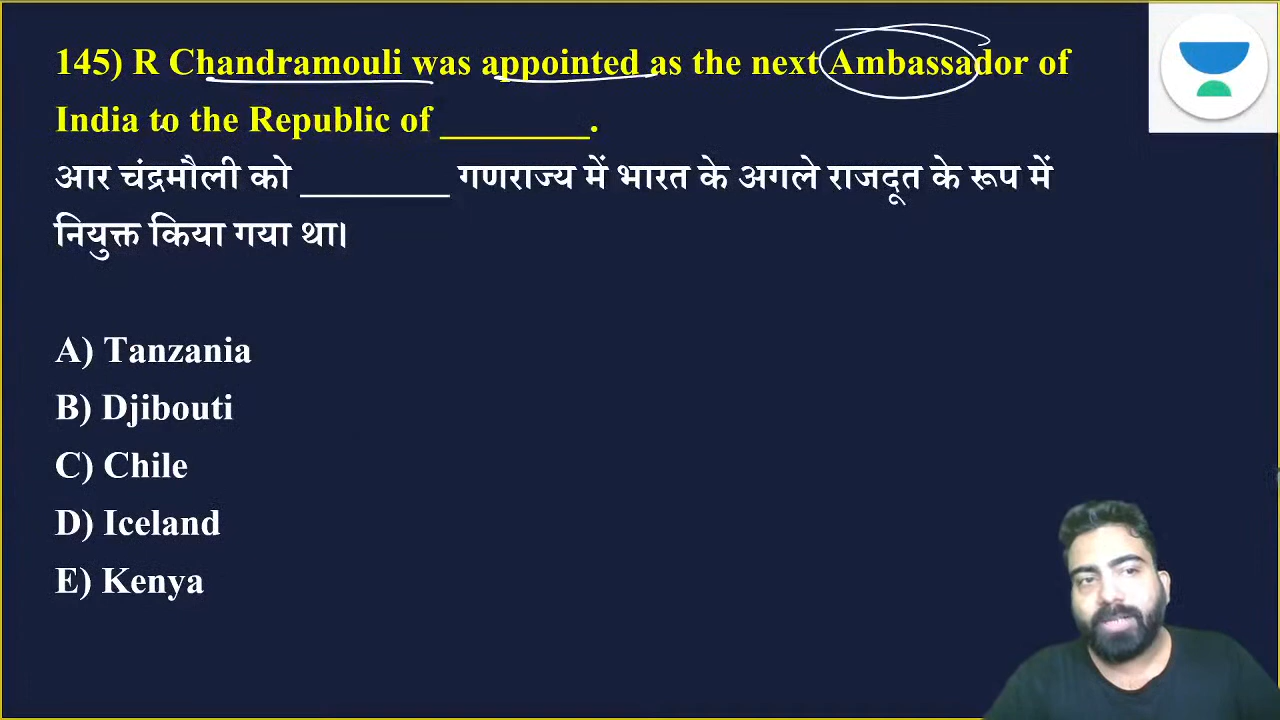 145) R Chandramouli was appointed as the next Ambassador of
India to the Republic of ________.
आर चंद्रमौली को ________ गणराज्य में भारत के अगले राजदूत के रूप में
नियुक्त किया गया था।
A) Tanzania
B) Djibouti
C) Chile
D) Iceland
E) Kenya